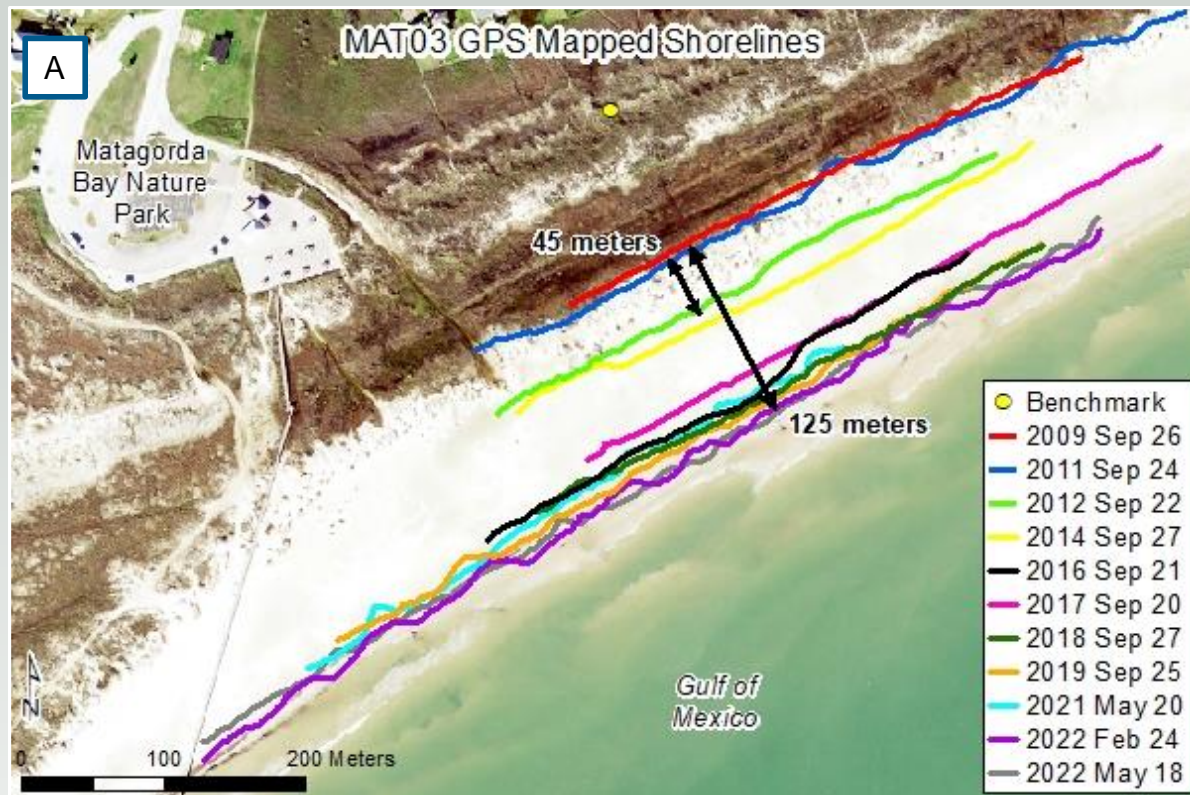 A
MAT03 GPS Mapped Shorelines
Matagorda
Bay Nature
Park
45 meters
125 meters
Benchmark
2009 Sep 26
2011 Sep 24
2012 Sep 22
2014 Sep 27
2016 Sep 21
2017 Sep 20
2018 Sep 27
2019 Sep 25
2021 May 20
2022 Feb 24
2022 May 18
Gulf of
Mexico
N
0 100 200 Meters